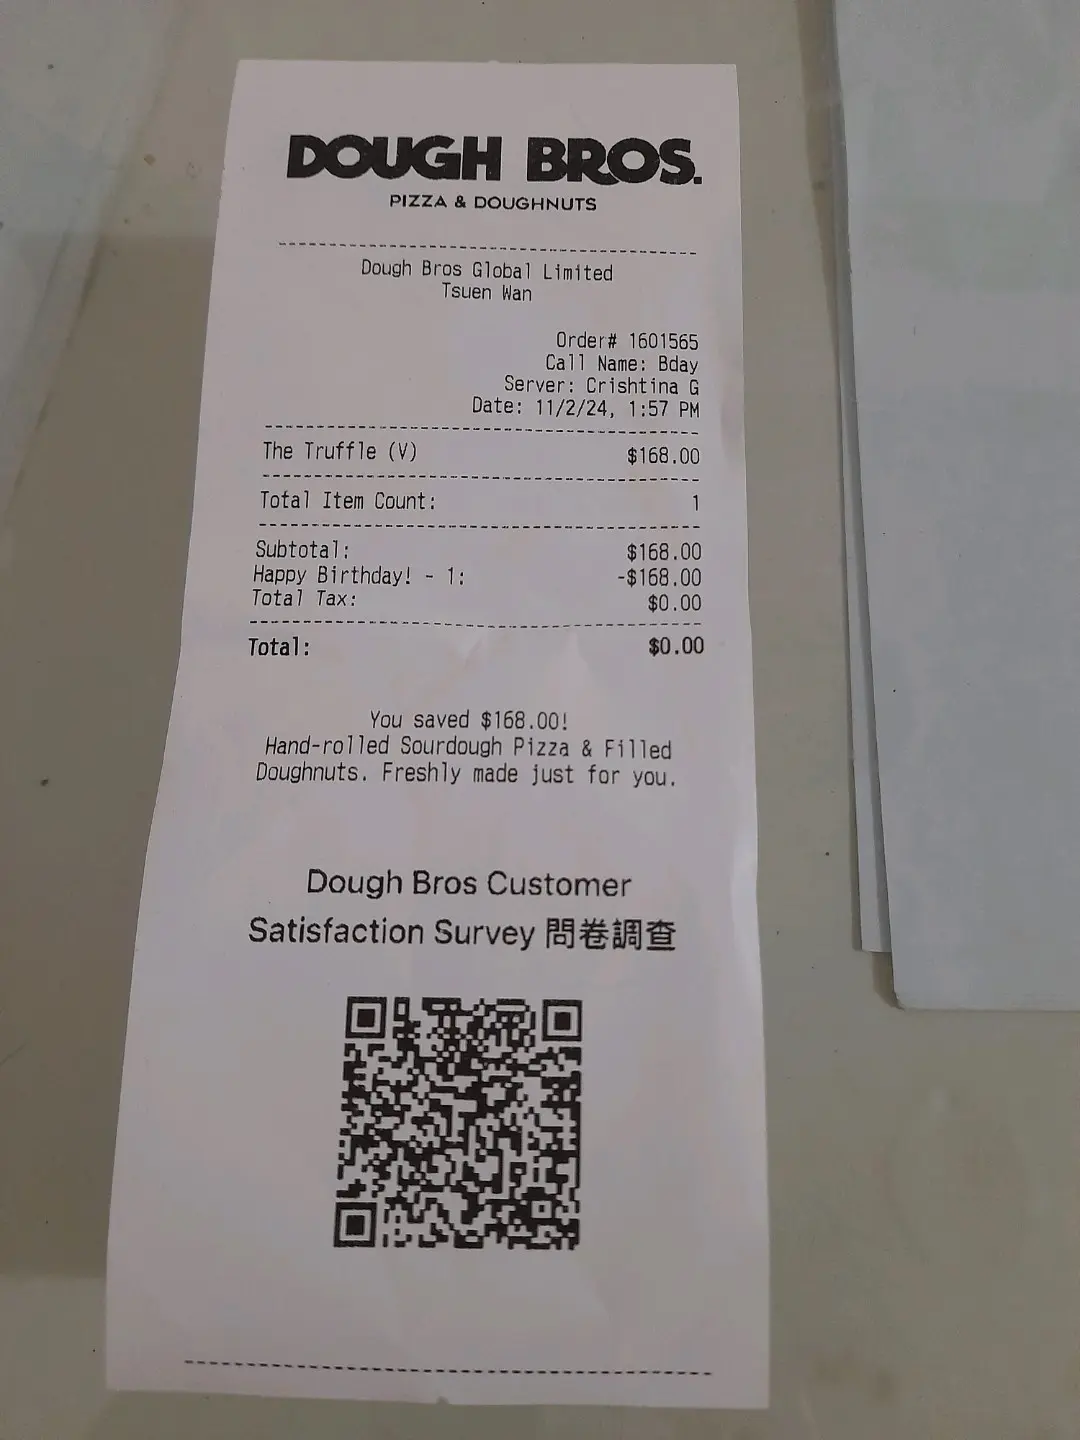 DOUGH BROS.
PIZZA & DOUGHNUTS
Dough Bros Global Limited
Tsuen Wan
Order# 1601565
Call Name: Bday
Server: Crishtina G
Date: 11/2/24, 1:57 PM
The Truffle (V) $168.00
Total Item Count: 1
Subtotal: $168.00
Happy Birthday! - 1: -$168.00
Total Tax: $0.00
Total: $0.00
You saved $168.00!
Hand-rolled Sourdough Pizza & Filled
Doughnuts. Freshly made just for you.
Dough Bros Customer
Satisfaction Survey 問卷調查